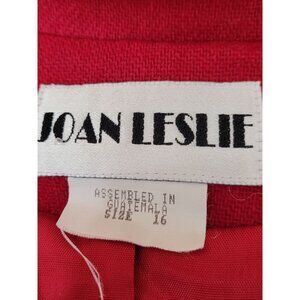 JOAN LESLIE
ASSEMBLED IN
GUATEMALA
SIZE 16